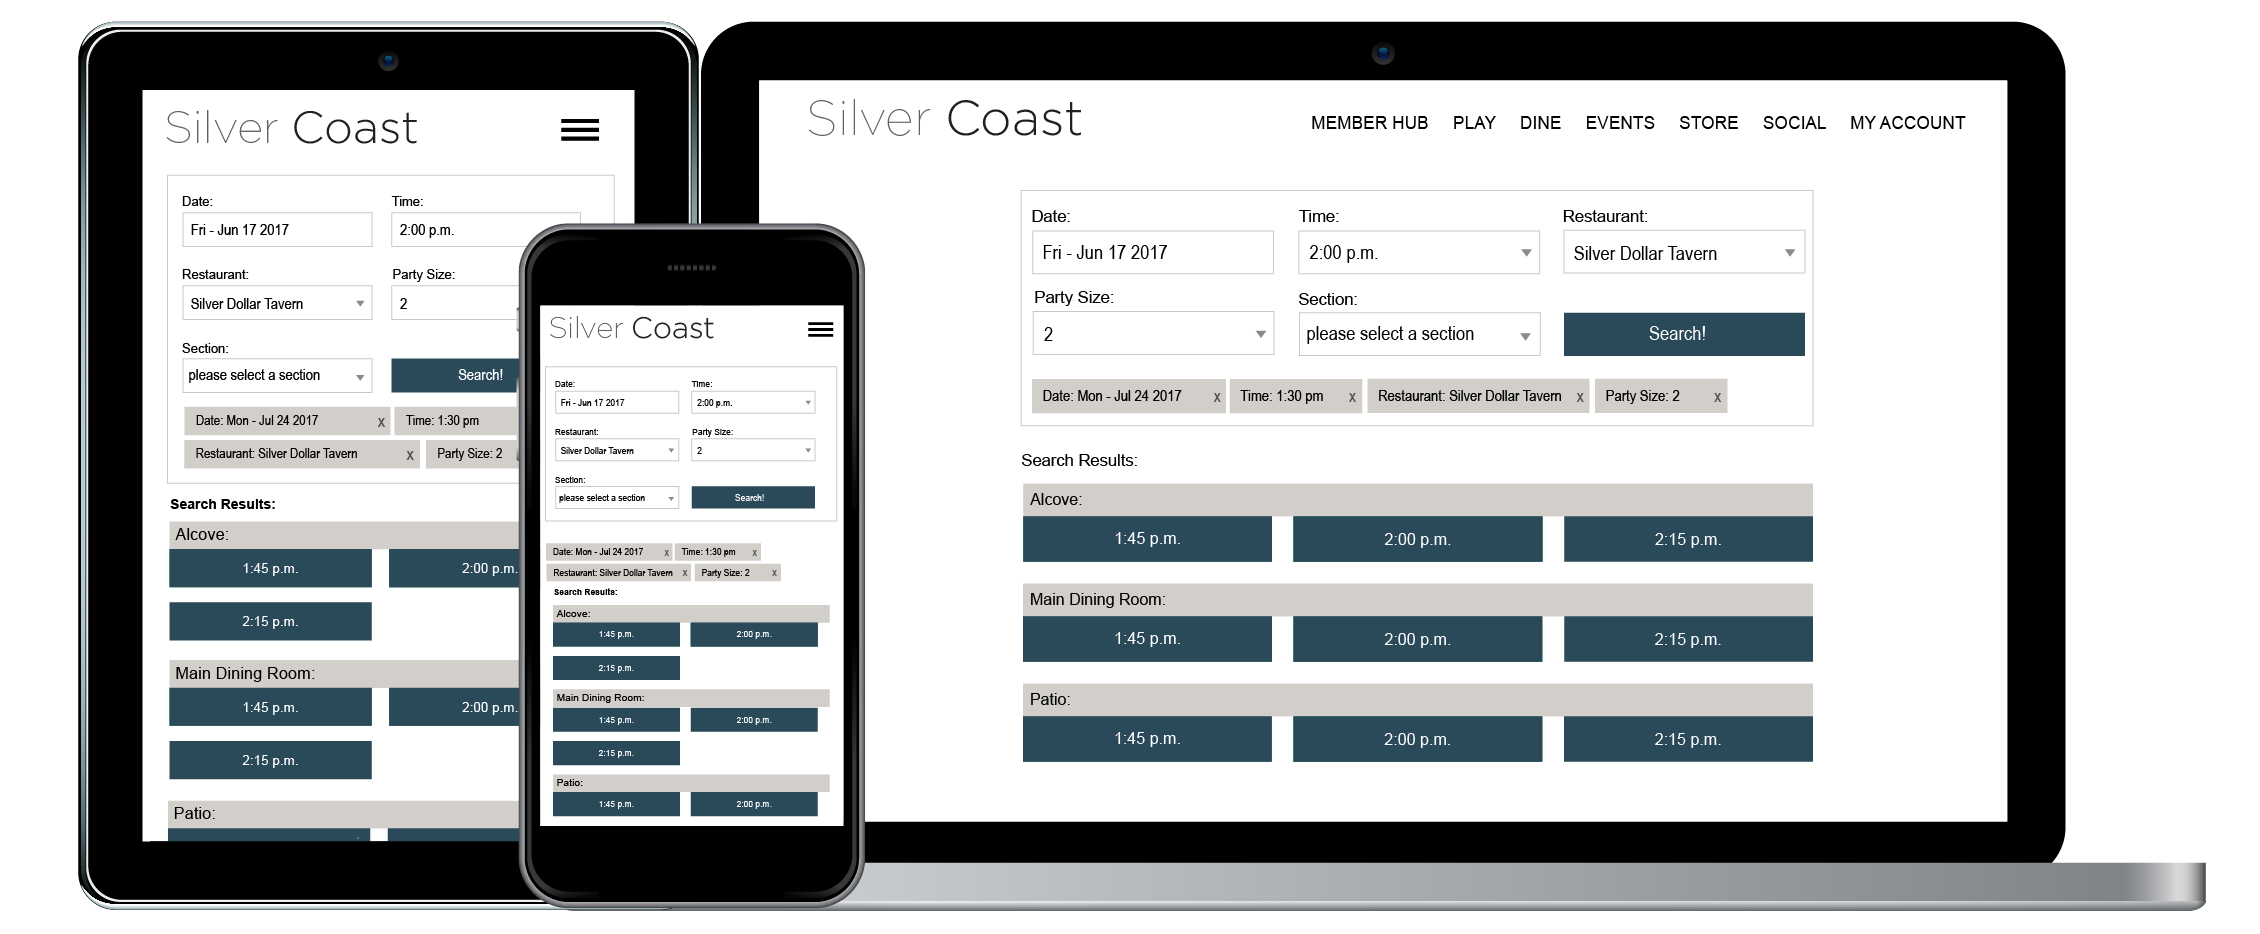 Silver Coast
Date: Time:
Fri - Jun 17 2017 2:00 p.m.
Restaurant: Party Size:
Silver Dollar Tavern 2
Section:
please select a section Search!
Date: Mon - Jul 24 2017 x Time: 1:30 pm
Restaurant: Silver Dollar Tavern x Party Size: 2
Search Results:
Alcove:
1:45 p.m. 2:00 p.m.
2:15 p.m.
Main Dining Room:
1:45 p.m. 2:00 p.m.
2:15 p.m.
Patio:
Silver Coast
Date: Time:
Fri - Jun 17 2017 2:00 p.m.
Restaurant: Party Size:
Silver Dollar Tavern 2
Section:
please select a section Search!
Date: Mon - Jul 24 2017 x Time: 1:30 pm x
Restaurant: Silver Dollar Tavern x Party Size: 2 x
Search Results:
Alcove:
1:45 p.m. 2:00 p.m.
2:15 p.m.
Main Dining Room:
1:45 p.m. 2:00 p.m.
2:15 p.m.
Patio:
1:45 p.m. 2:00 p.m.
Silver Coast MEMBER HUB PLAY DINE EVENTS STORE SOCIAL MY ACCOUNT
Date: Time: Restaurant:
Fri - Jun 17 2017 2:00 p.m. Silver Dollar Tavern
Party Size: Section:
2 please select a section Search!
Date: Mon - Jul 24 2017 x Time: 1:30 pm x Restaurant: Silver Dollar Tavern x Party Size: 2 x
Search Results:
Alcove:
1:45 p.m. 2:00 p.m. 2:15 p.m.
Main Dining Room:
1:45 p.m. 2:00 p.m. 2:15 p.m.
Patio:
1:45 p.m. 2:00 p.m. 2:15 p.m.